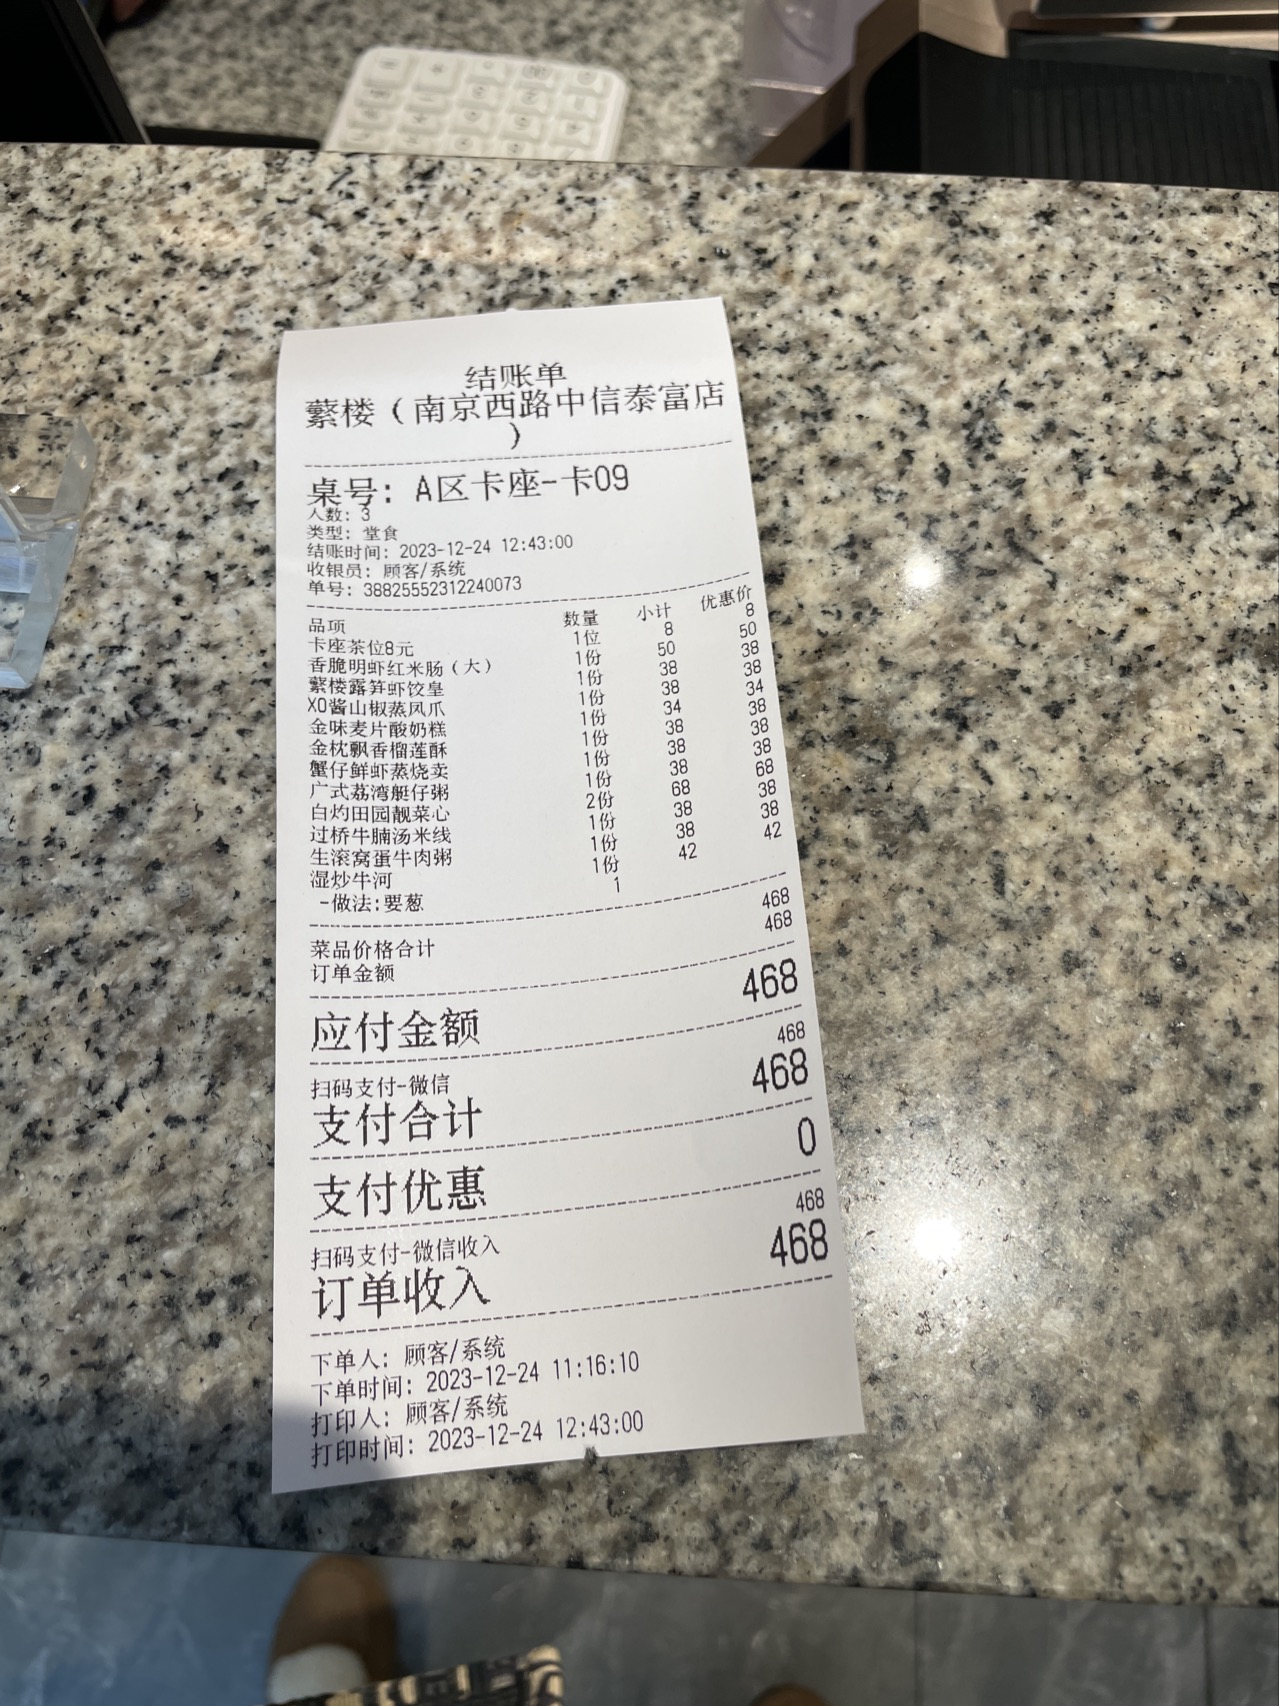 结账单
蘩楼（南京西路中信泰富店
）
桌号: A区卡座-卡09
人数: 3
类型: 堂食
结账时间: 2023-12-24 12:43:00
收银员: 顾客/系统
单号: 38825552312240073
品项 数量 小计 优惠价
卡座茶位8元 1位 8 8
香脆明虾红米肠（大） 1份 50 50
蘩楼露笋虾饺皇 1份 38 38
XO酱山椒蒸凤爪 1份 38 38
金味麦片酸奶糕 1份 34 34
金枕飘香榴莲酥 1份 38 38
蟹仔鲜虾蒸烧卖 1份 38 38
广式荔湾艇仔粥 1份 38 38
白灼田园靓菜心 2份 68 68
过桥牛腩汤米线 1份 38 38
生滚窝蛋牛肉粥 1份 38 38
湿炒牛河 1份 42 42
-做法:要葱 1
菜品价格合计 468
订单金额 468
应付金额 468
扫码支付-微信 468
支付合计 468
支付优惠 0
扫码支付-微信收入 468
订单收入 468
下单人: 顾客/系统
下单时间: 2023-12-24 11:16:10
打印人: 顾客/系统
打印时间: 2023-12-24 12:43:00